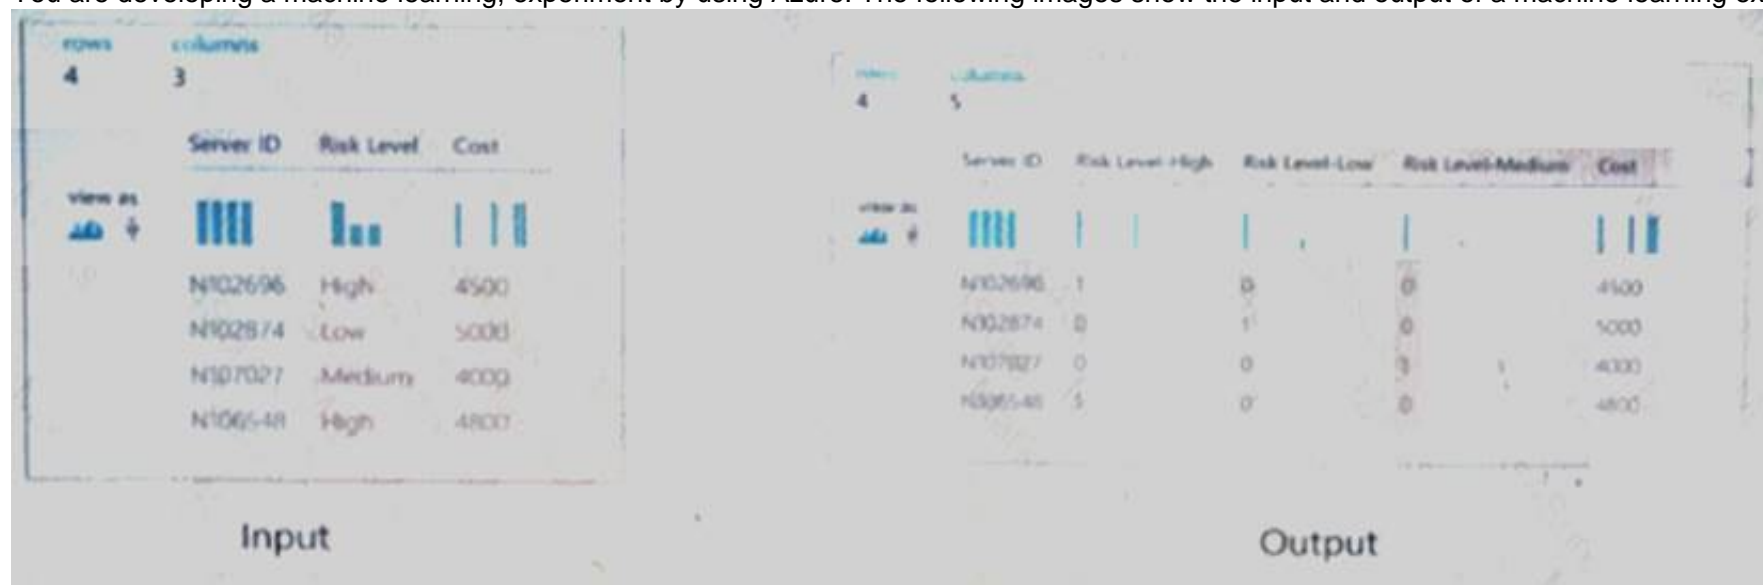 You are developing a machine learning, experiment by using Azure. The following images show the input and output of a machine learning
rows columns
4 3
Server ID Risk Level Cost
view as
N102696 High 4500
N102874 Low 5000
N107027 Medium 4000
N106548 High 4800
Input
rows columns
4 5
Server ID Risk Level-High Risk Level-Low Risk Level-Medium Cost
view as
N102696 1 0 0 4500
N102874 0 1 0 5000
N107027 0 0 1 4000
N106548 1 0 0 4800
Output